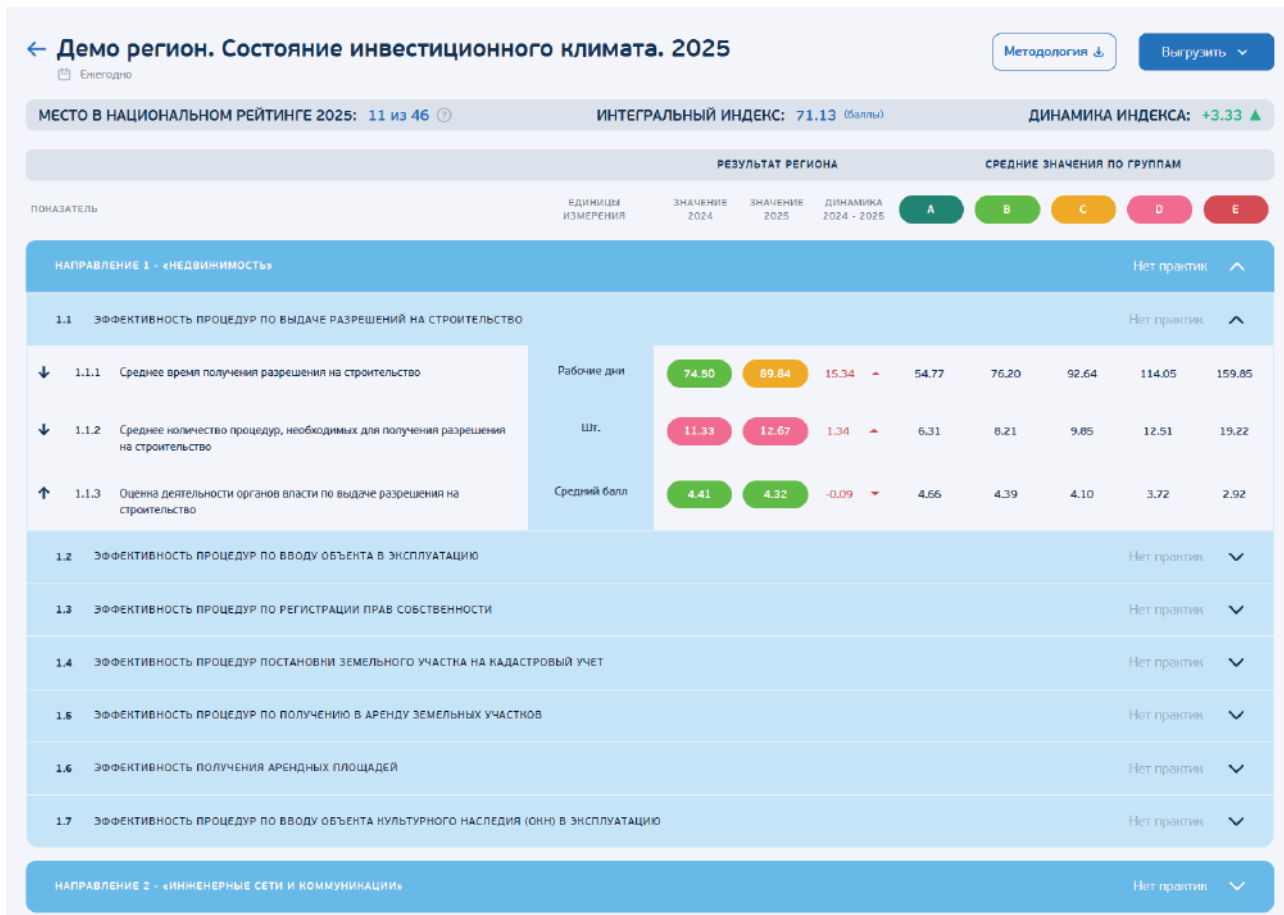 ← Демо регион. Состояние инвестиционного климата. 2025
Ежегодно
Методология
Выгрузить
МЕСТО В НАЦИОНАЛЬНОМ РЕЙТИНГЕ 2025: 11 из 46 ?
ИНТЕГРАЛЬНЫЙ ИНДЕКС: 71.13 (баллы)
ДИНАМИКА ИНДЕКСА: +3.33 ▲
РЕЗУЛЬТАТ РЕГИОНА
СРЕДНИЕ ЗНАЧЕНИЯ ПО ГРУППАМ
ПОКАЗАТЕЛЬ
ЕДИНИЦЫ
ИЗМЕРЕНИЯ
ЗНАЧЕНИЕ
2024
ЗНАЧЕНИЕ
2025
ДИНАМИКА
2024 - 2025
A B C D E
НАПРАВЛЕНИЕ 1 - «НЕДВИЖИМОСТЬ» Нет практик
1.1 ЭФФЕКТИВНОСТЬ ПРОЦЕДУР ПО ВЫДАЧЕ РАЗРЕШЕНИЙ НА СТРОИТЕЛЬСТВО Нет практик
↓ 1.1.1 Среднее время получения разрешения на строительство Рабочие дни 74.50 89.84 15.34 ▲ 54.77 76.20 92.64 114.05 159.85
↓ 1.1.2 Среднее количество процедур, необходимых для получения разрешения Шт. 11.33 12.67 1.34 ▲ 6.31 8.21 9.85 12.51 19.22
на строительство
↑ 1.1.3 Оценка деятельности органов власти по выдаче разрешения на Средний балл 4.41 4.32 -0.09 ▼ 4.66 4.39 4.10 3.72 2.92
строительство
1.2 ЭФФЕКТИВНОСТЬ ПРОЦЕДУР ПО ВВОДУ ОБЪЕКТА В ЭКСПЛУАТАЦИЮ Нет практик
1.3 ЭФФЕКТИВНОСТЬ ПРОЦЕДУР ПО РЕГИСТРАЦИИ ПРАВ СОБСТВЕННОСТИ Нет практик
1.4 ЭФФЕКТИВНОСТЬ ПРОЦЕДУР ПОСТАНОВКИ ЗЕМЕЛЬНОГО УЧАСТКА НА КАДАСТРОВЫЙ УЧЕТ Нет практик
1.5 ЭФФЕКТИВНОСТЬ ПРОЦЕДУР ПО ПОЛУЧЕНИЮ В АРЕНДУ ЗЕМЕЛЬНЫХ УЧАСТКОВ Нет практик
1.6 ЭФФЕКТИВНОСТЬ ПОЛУЧЕНИЯ АРЕНДНЫХ ПЛОЩАДЕЙ Нет практик
1.7 ЭФФЕКТИВНОСТЬ ПРОЦЕДУР ПО ВВОДУ ОБЪЕКТА КУЛЬТУРНОГО НАСЛЕДИЯ (ОКН) В ЭКСПЛУАТАЦИЮ Нет практик
НАПРАВЛЕНИЕ 2 - «ИНЖЕНЕРНЫЕ СЕТИ И КОММУНИКАЦИИ» Нет практик